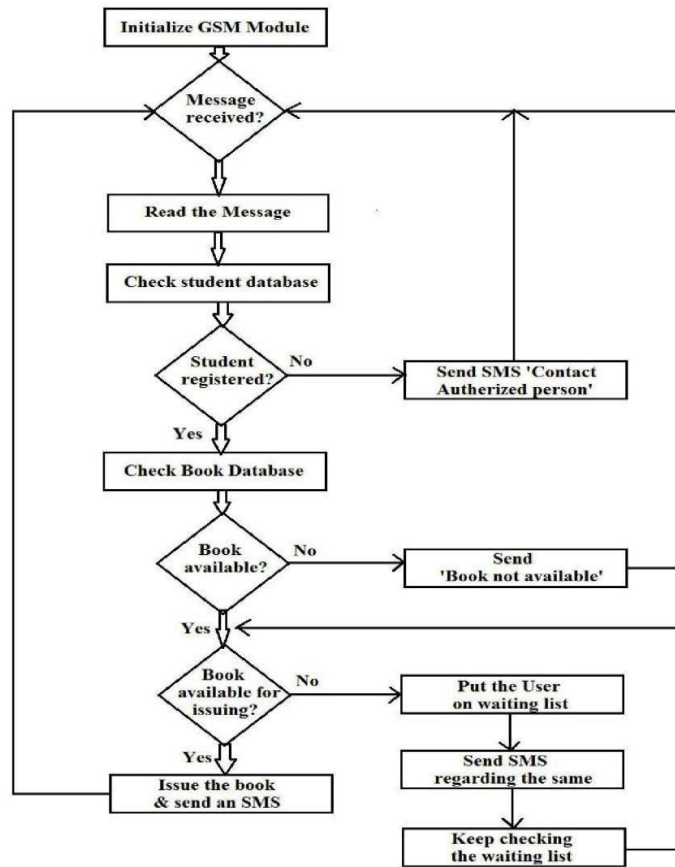 Initialize GSM Module
Message
received?
Read the Message
Check student database
Student
registered?
No
Send SMS 'Contact
Autherized person'
Yes
Check Book Database
Book
available?
No
Send
'Book not available'
Yes
Book
available for
issuing?
No
Put the User
on waiting list
Yes
Send SMS
regarding the same
Issue the book
& send an SMS
Keep checking
the waiting list